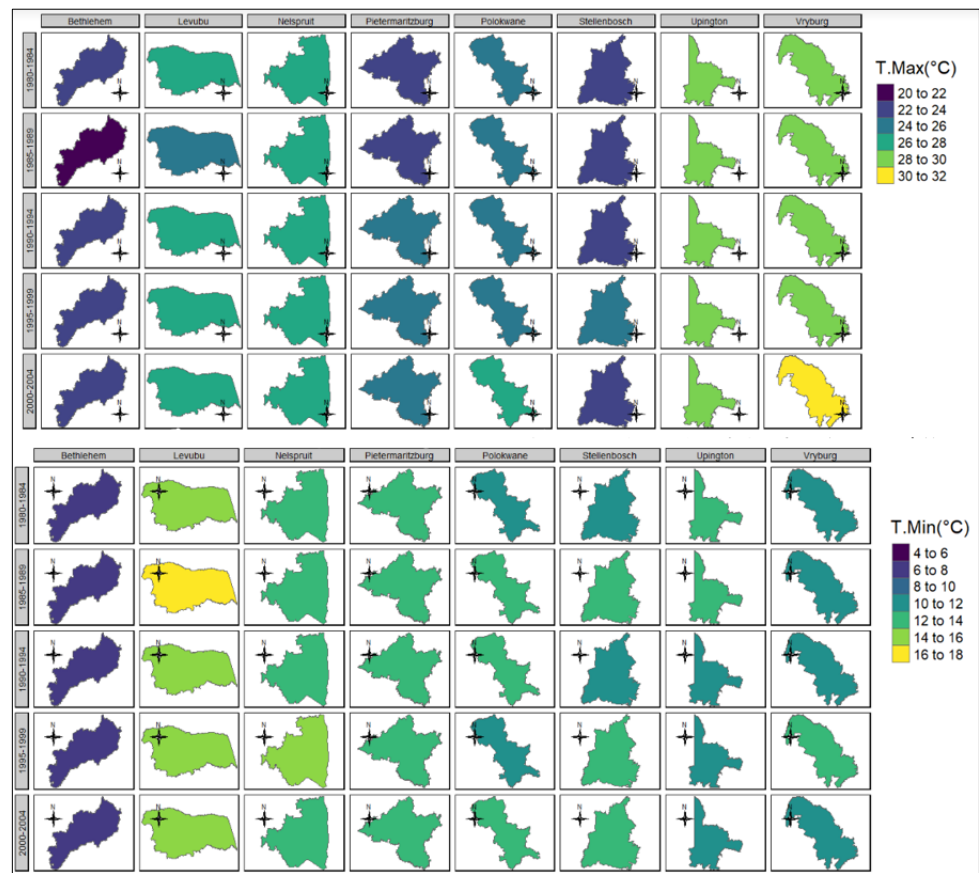 Bethlehem Levubu Nelspruit Pietermaritzburg Polokwane Stellenbosch Upington Vryburg
T.Max(°C)
20 to 22
22 to 24
24 to 26
26 to 28
28 to 30
30 to 32
1980-1984
N N N N N N N N
1985-1989
N N N N N N N N
1990-1994
N N N N N N N N
1995-1999
N N N N N N N N
2000-2004
N N N N N N N N
Bethlehem Levubu Nelspruit Pietermaritzburg Polokwane Stellenbosch Upington Vryburg
T.Min(°C)
4 to 6
6 to 8
8 to 10
10 to 12
12 to 14
14 to 16
16 to 18
1980-1984
N N N N N N N N
1985-1989
N N N N N N N N
1990-1994
N N N N N N N N
1995-1999
N N N N N N N N
2000-2004
N N N N N N N N